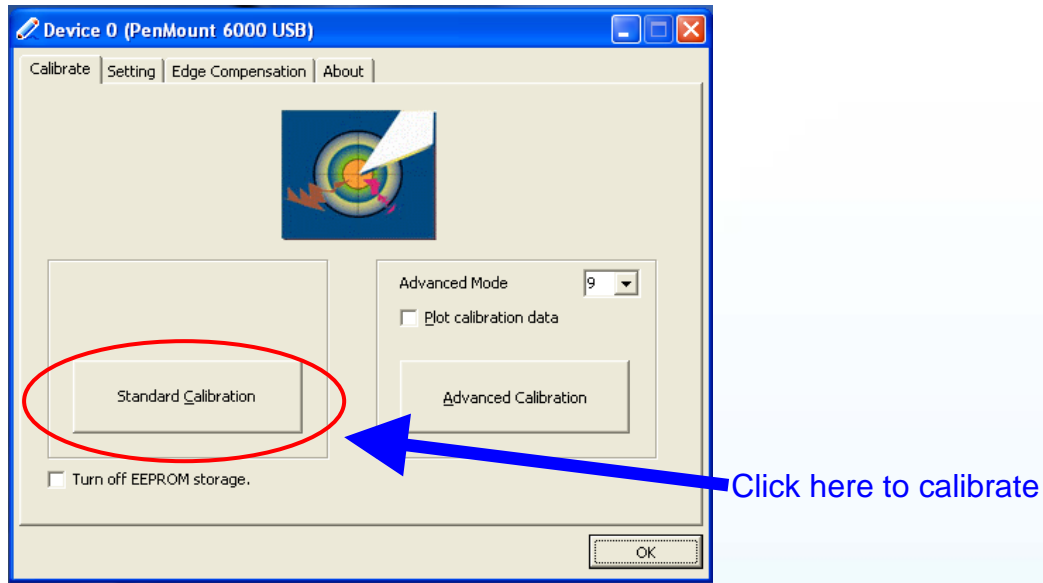 Device 0 (PenMount 6000 USB)
Calibrate Setting Edge Compensation About
Advanced Mode 9
Plot calibration data
Standard Calibration
Advanced Calibration
Turn off EEPROM storage.
Click here to calibrate
OK